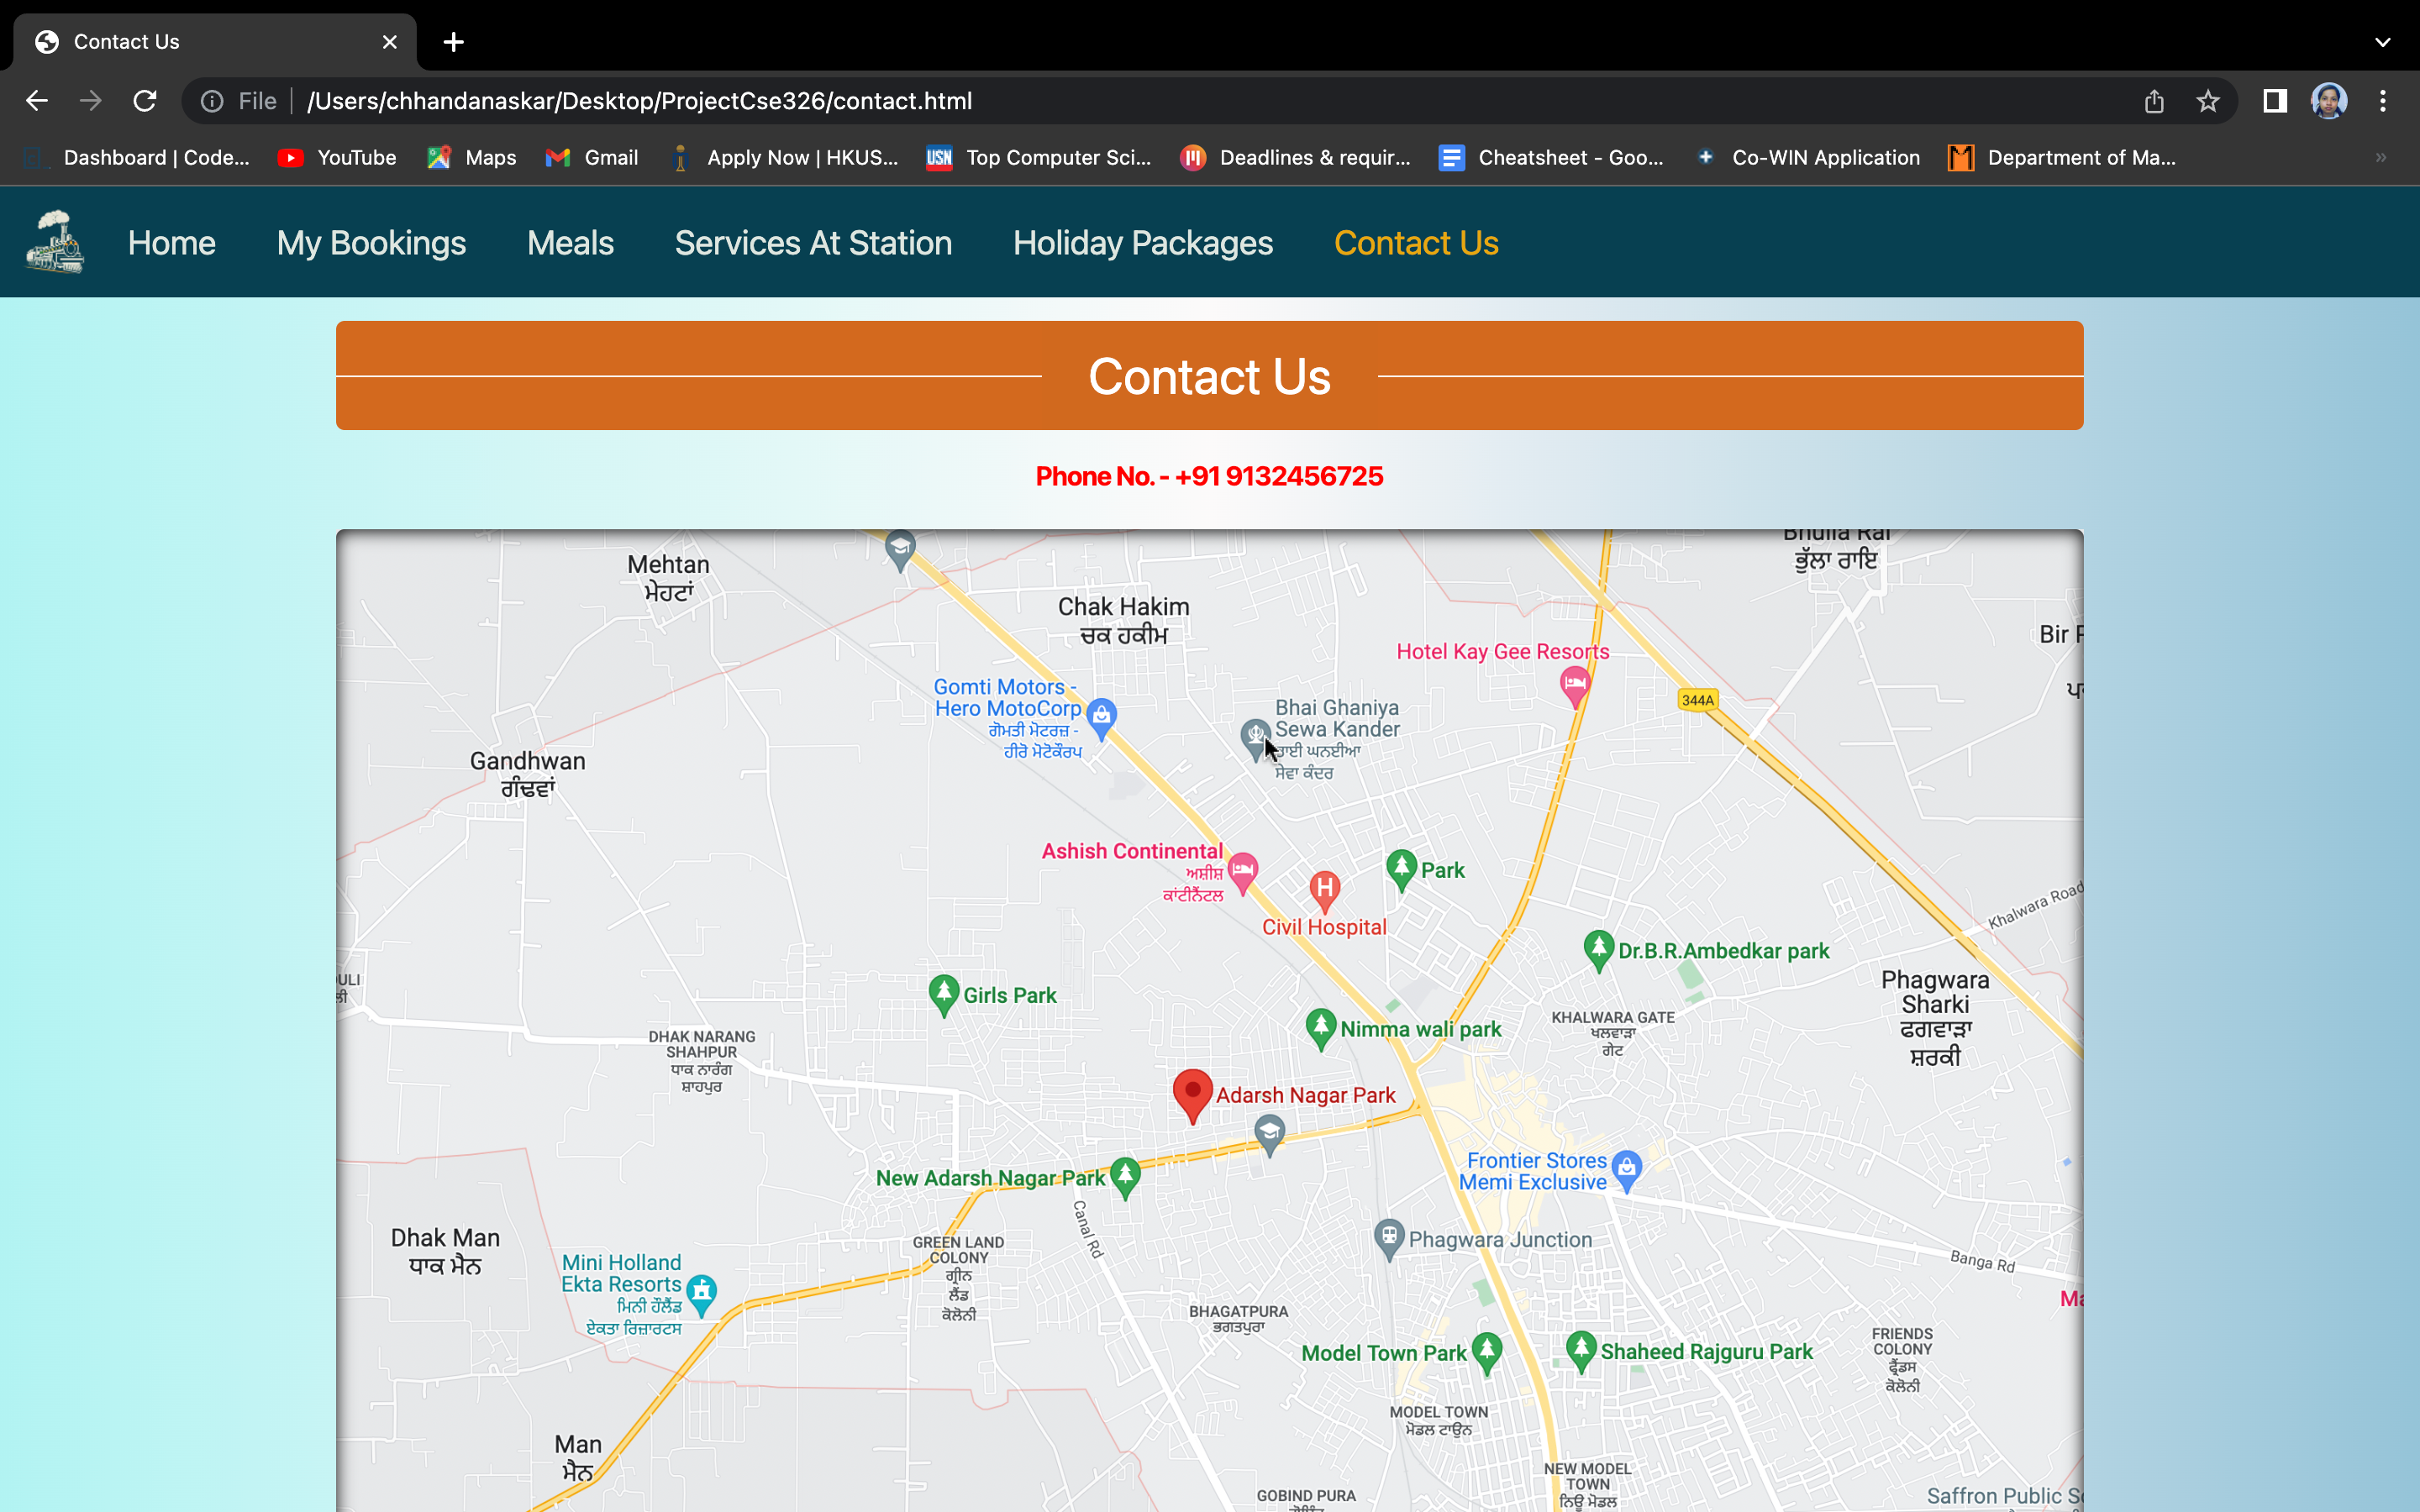 Contact Us
File
/Users/chhandanaskar/Desktop/ProjectCse326/contact.html
Dashboard | Code...
YouTube
Maps
Gmail
Apply Now | HKUS...
USN
Top Computer Sci...
Deadlines & requir...
Cheatsheet - Goo...
Co-WIN Application
Department of Ma...
Home
My Bookings
Meals
Services At Station
Holiday Packages
Contact Us
Contact Us
Phone No. - +91 9132456725
Mehtan
ਮੇਹਟਾਂ
Bhulla Rai
ਭੁੱਲਾ ਰਾਇ
Chak Hakim
ਚਕ ਹਕੀਮ
Bir
Hotel Kay Gee Resorts
344A
Gomti Motors -
Hero MotoCorp
ਗੋਮਤੀ ਮੋਟਰਜ਼ -
ਹੀਰੋ ਮੋਟੋਕੌਰਪ
Bhai Ghaniya
Sewa Kander
ਘਨਈਆ
ਸੇਵਾ ਕੰਦਰ
Gandhwan
ਗੰਢਵਾਂ
Ashish Continental
ਅਸ਼ੀਸ਼
ਕਾਂਟੀਨੈਂਟਲ
Park
H
Civil Hospital
Khalwara Road
Dr.B.R.Ambedkar park
Phagwara
Sharki
ਫਗਵਾੜਾ
ਸ਼ਰਕੀ
Girls Park
Nimma wali park
KHALWARA GATE
ਖਲਵਾੜਾ
ਗੇਟ
DHAK NARANG
SHAHPUR
ਧਾਕ ਨਾਰੰਗ
ਸ਼ਾਹਪੁਰ
Adarsh Nagar Park
New Adarsh Nagar Park
Frontier Stores
Memi Exclusive
Canal Rd
Dhak Man
ਧਾਕ ਮੈਨ
GREEN LAND
COLONY
ਗ੍ਰੀਨ
ਲੈਂਡ
ਕੋਲੋਨੀ
Phagwara Junction
Banga Rd
Mini Holland
Ekta Resorts
ਮਿਨੀ ਹੌਲੈਂਡ
ਏਕਤਾ ਰਿਜ਼ਾਰਟਸ
BHAGATPURA
ਭਗਤਪੁਰਾ
Model Town Park
Shaheed Rajguru Park
FRIENDS
COLONY
ਫ੍ਰੈਂਡਸ
ਕੋਲੋਨੀ
MODEL TOWN
ਮੋਡਲ ਟਾਊਨ
Man
ਮੈਨ
NEW MODEL
TOWN
ਨਿਊ ਮੋਡਲ
GOBIND PURA
Saffron Public